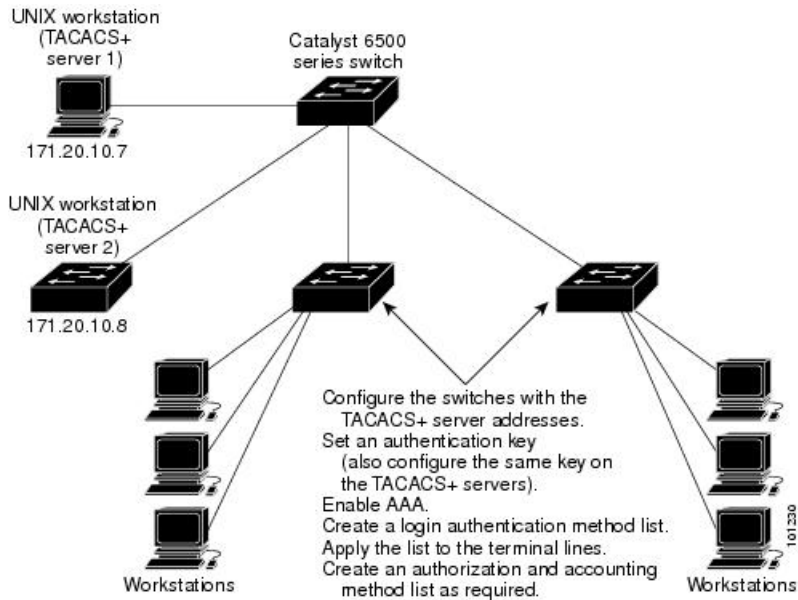 UNIX workstation
(TACACS+
server 1)
Catalyst 6500
series switch
171.20.10.7
UNIX workstation
(TACACS+
server 2)
171.20.10.8
Configure the switches with the
TACACS+ server addresses.
Set an authentication key
(also configure the same key on
the TACACS+ servers).
Enable AAA.
Create a login authentication method list.
Apply the list to the terminal lines.
Create an authorization and accounting
method list as required.
Workstations
Workstations
101230